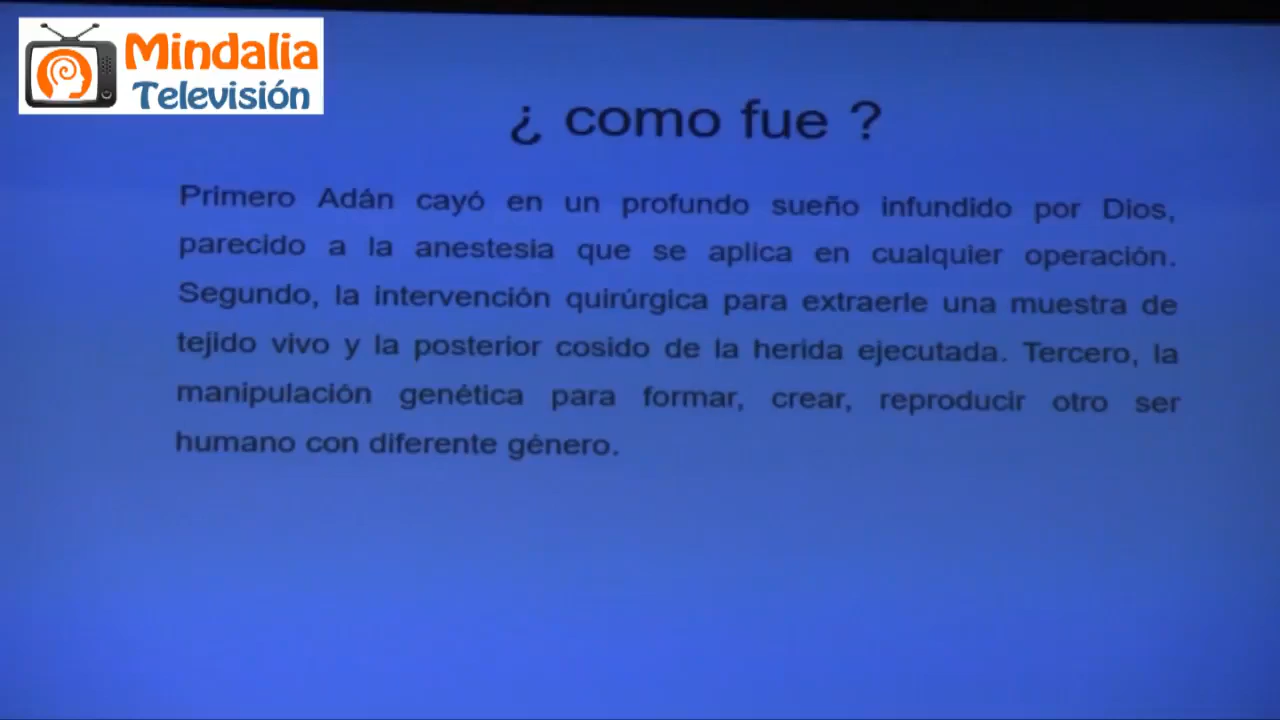 Mindalia
Televisión
¿ como fue ?
Primero Adán cayó en un profundo sueño infundido por Dios,
parecido a la anestesia que se aplica en cualquier operación.
Segundo, la intervención quirúrgica para extraerle una muestra de
tejido vivo y la posterior cosido de la herida ejecutada. Tercero, la
manipulación genética para formar, crear, reproducir otro ser
humano con diferente género.